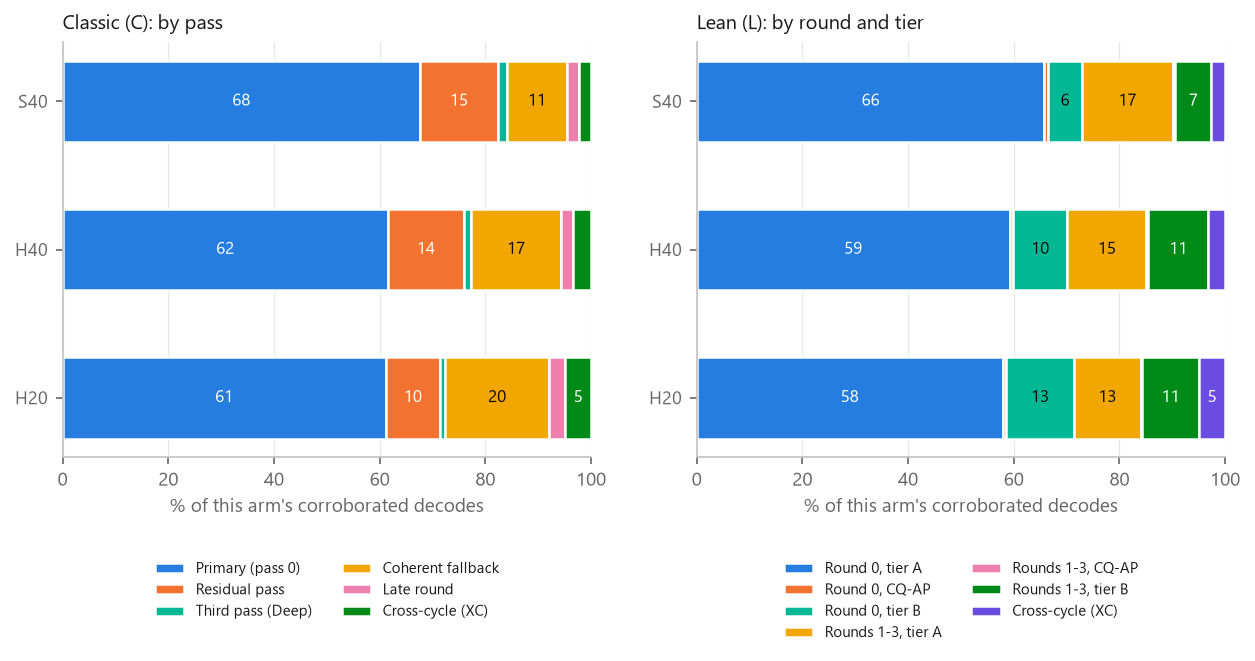 Classic (C): by pass
S40
68
15
11
H40
62
14
17
H20
61
10
20
5
0 20 40 60 80 100
% of this arm's corroborated decodes
Primary (pass 0)
Residual pass
Third pass (Deep)
Coherent fallback
Late round
Cross-cycle (XC)
Lean (L): by round and tier
S40
66
6
17
7
H40
59
10
15
11
H20
58
13
13
11
5
0 20 40 60 80 100
% of this arm's corroborated decodes
Round 0, tier A
Round 0, CQ-AP
Round 0, tier B
Rounds 1-3, tier A
Rounds 1-3, CQ-AP
Rounds 1-3, tier B
Cross-cycle (XC)